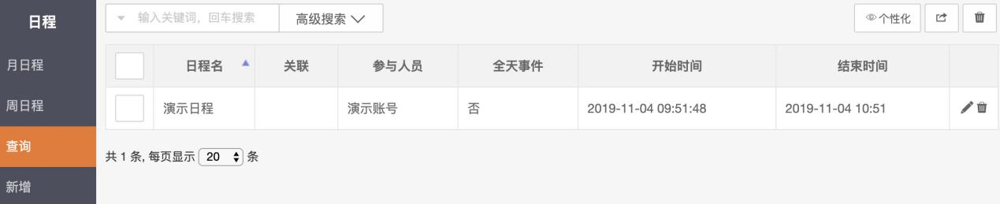 日程
月日程
周日程
查询
新增
输入关键词，回车搜索
高级搜索
个性化
日程名 关联 参与人员 全天事件 开始时间 结束时间
演示日程 演示账号 否 2019-11-04 09:51:48 2019-11-04 10:51
共 1 条, 每页显示 20 条